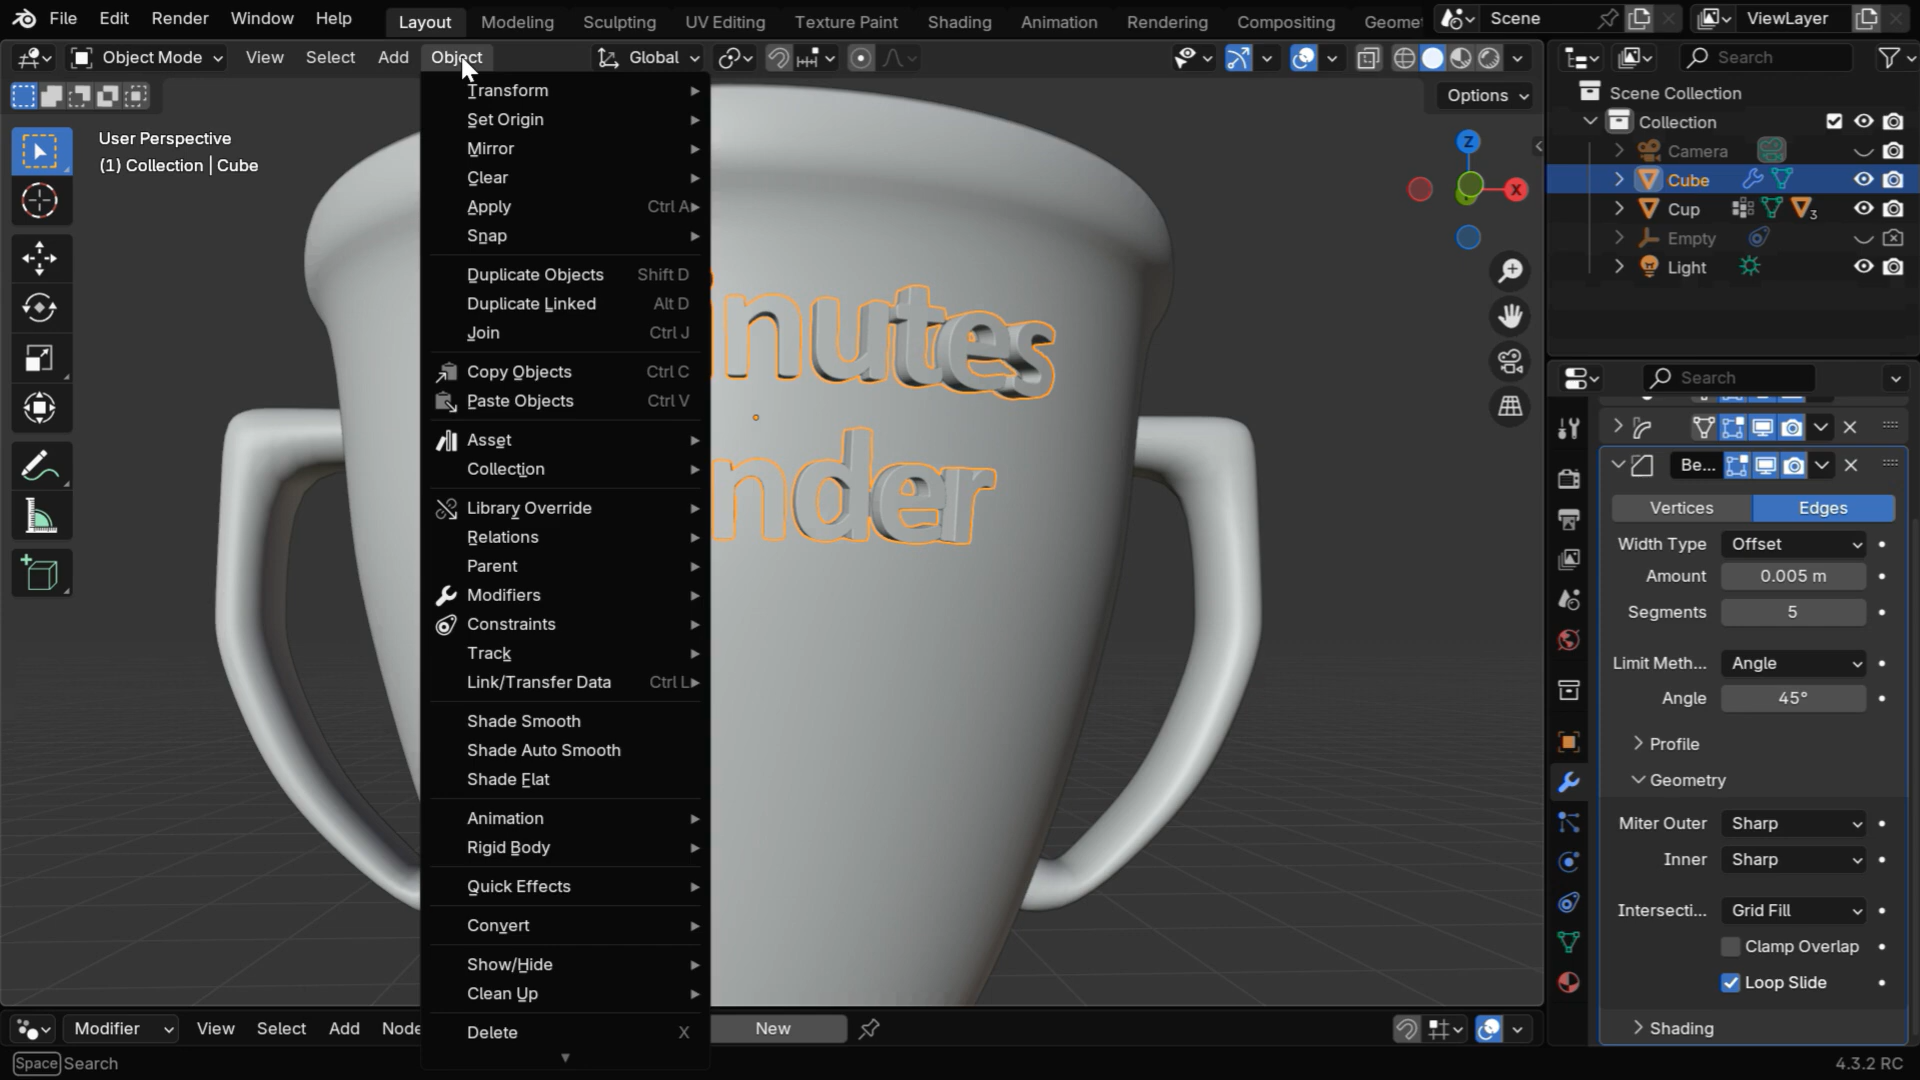 File Edit Render Window Help Layout Modeling Sculpting UV Editing Texture Paint Shading Animation Rendering Compositing Geomet Scene ViewLayer
Object Mode View Select Add Object Global Search
Options
User Perspective
(1) Collection | Cube
Transform
Set Origin
Mirror
Clear
Apply Ctrl A
Snap
Duplicate Objects Shift D
Duplicate Linked Alt D
Join Ctrl J
Copy Objects Ctrl C
Paste Objects Ctrl V
Asset
Collection
Library Override
Relations
Parent
Modifiers
Constraints
Track
Link/Transfer Data Ctrl L
Shade Smooth
Shade Auto Smooth
Shade Flat
Animation
Rigid Body
Quick Effects
Convert
Show/Hide
Clean Up
Delete X
inutes
nder
Z
X
Scene Collection
Collection
Camera
Cube
Cup 3
Empty
Light
Search
Be...
Vertices Edges
Width Type Offset
Amount 0.005 m
Segments 5
Limit Meth... Angle
Angle 45°
Profile
Geometry
Miter Outer Sharp
Inner Sharp
Intersecti... Grid Fill
Clamp Overlap
Loop Slide
Shading
Modifier View Select Add Node New
Space Search
4.3.2 RC